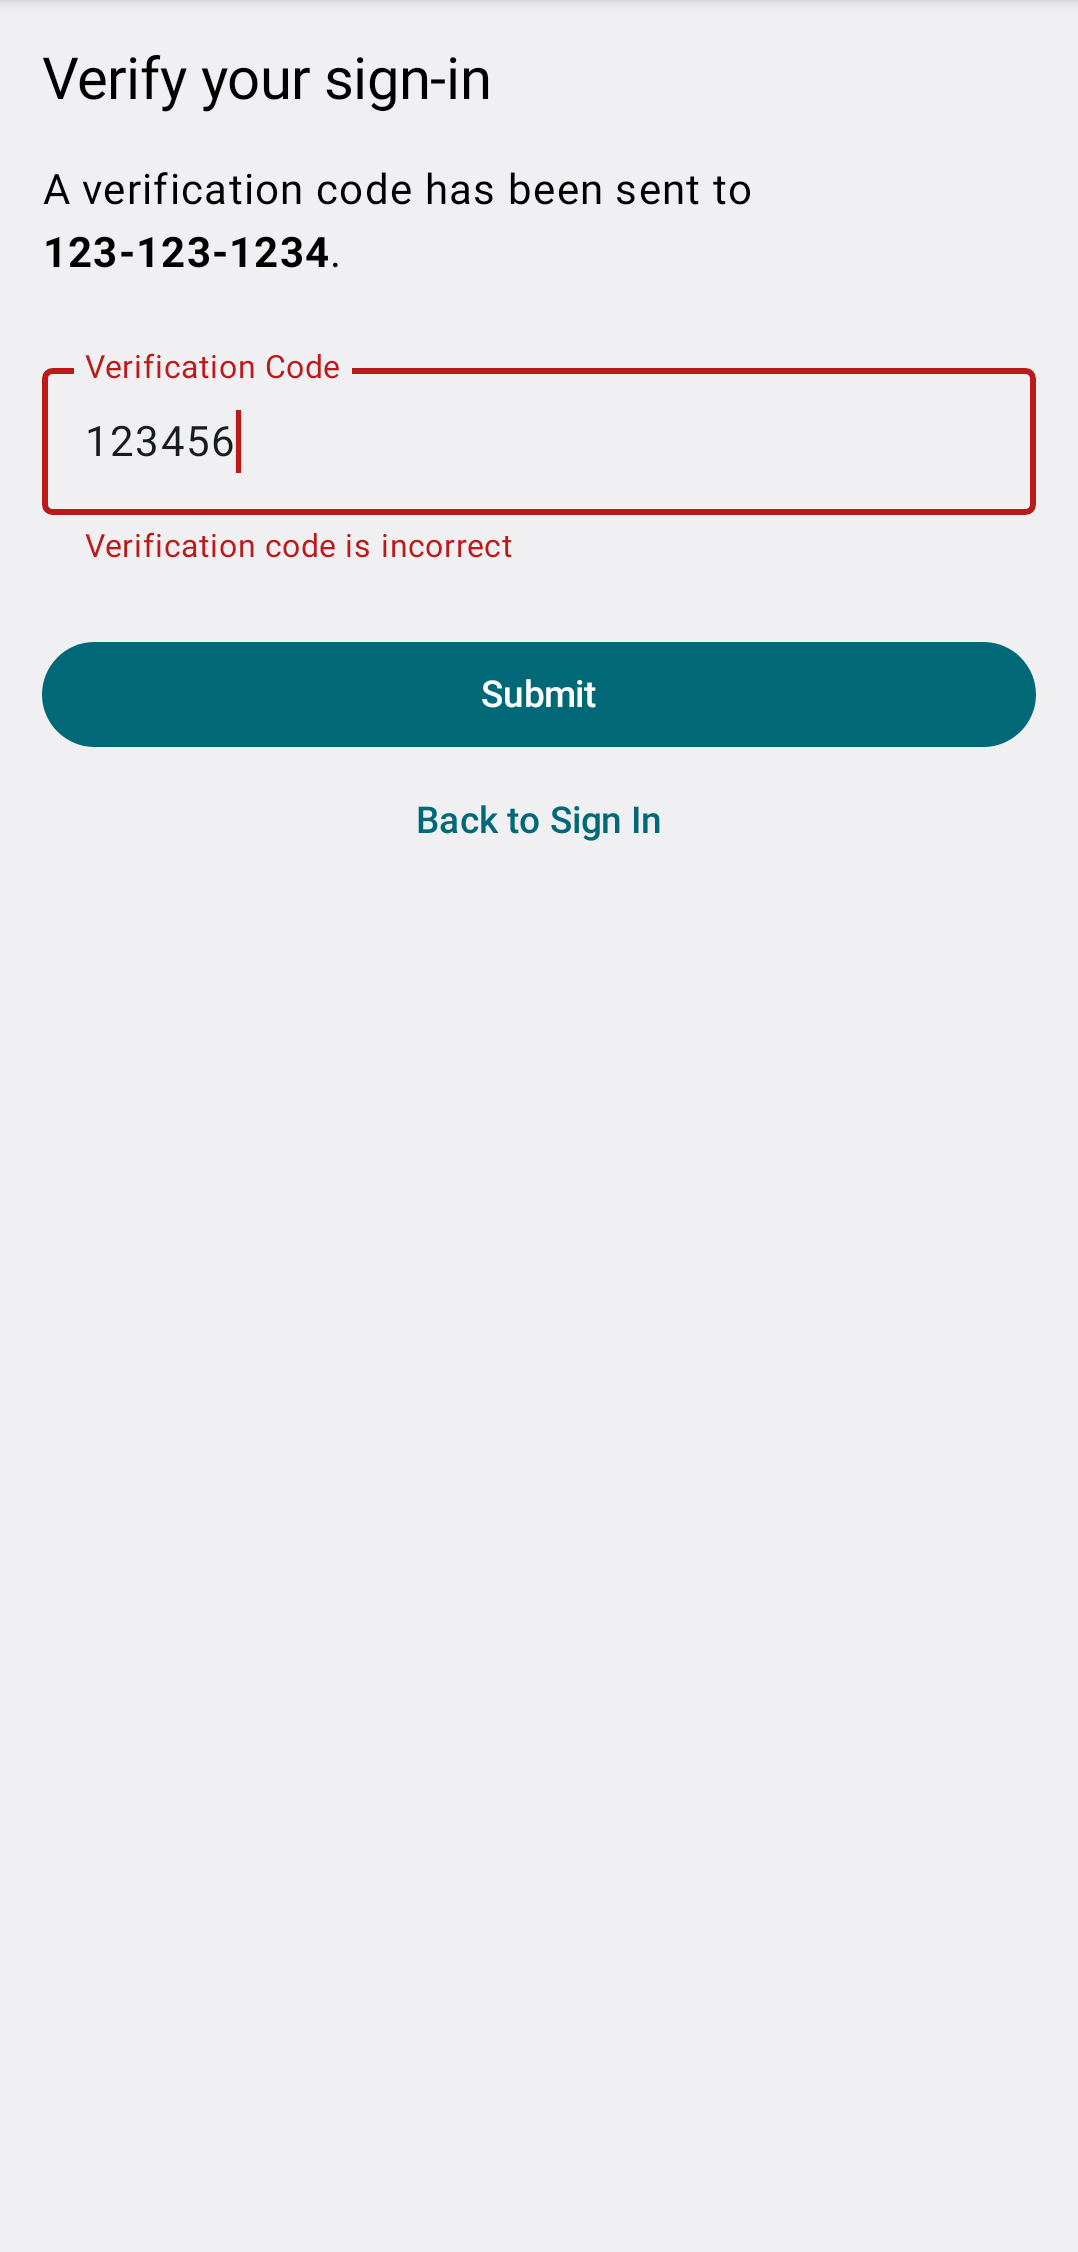 Verify your sign-in
A verification code has been sent to
123-123-1234.
Verification Code
123456
Verification code is incorrect
Submit
Back to Sign In